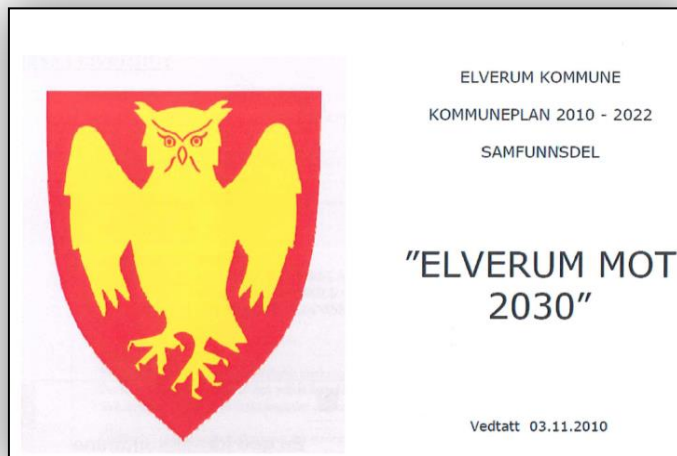 ELVERUM KOMMUNE
KOMMUNEPLAN 2010 - 2022
SAMFUNNSDEL
"ELVERUM MOT
2030"
Vedtatt 03.11.2010